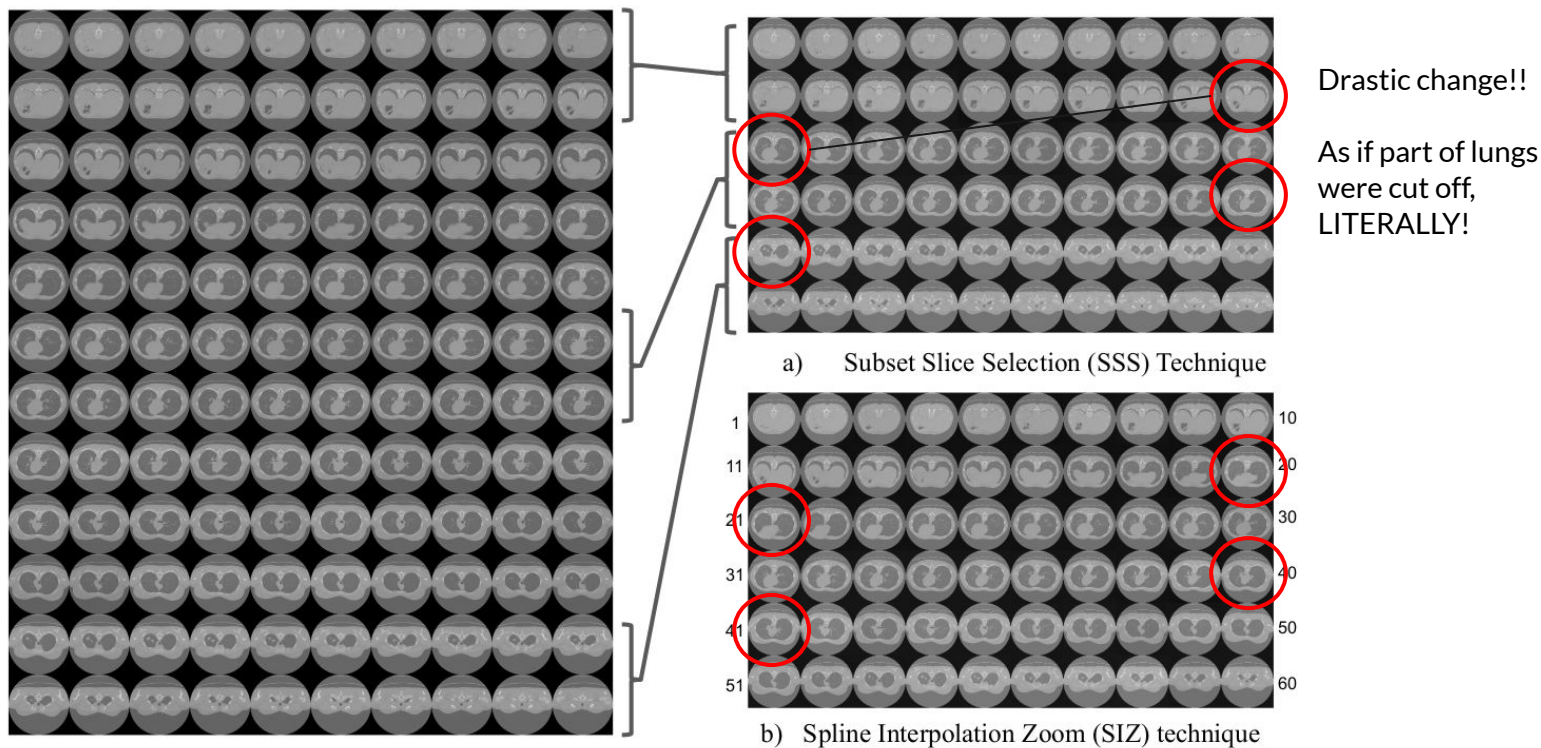 Drastic change!!
As if part of lungs
were cut off,
LITERALLY!
a) Subset Slice Selection (SSS) Technique
1
10
11
20
21
30
31
40
41
50
51
60
b) Spline Interpolation Zoom (SIZ) technique